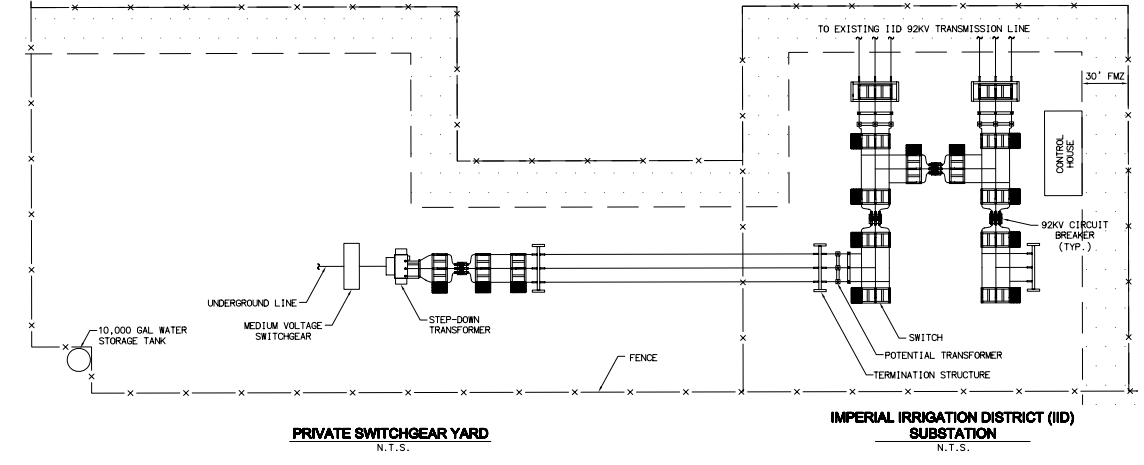 TO EXISTING IID 92KV TRANSMISSION LINE
30' FMZ
CONTROL
HOUSE
92KV CIRCUIT
BREAKER
(TYP.)
UNDERGROUND LINE
MEDIUM VOLTAGE
SWITCHGEAR
STEP-DOWN
TRANSFORMER
10,000 GAL WATER
STORAGE TANK
SWITCH
POTENTIAL TRANSFORMER
TERMINATION STRUCTURE
FENCE
PRIVATE SWITCHGEAR YARD
N.T.S.
IMPERIAL IRRIGATION DISTRICT (IID)
SUBSTATION
N.T.S.